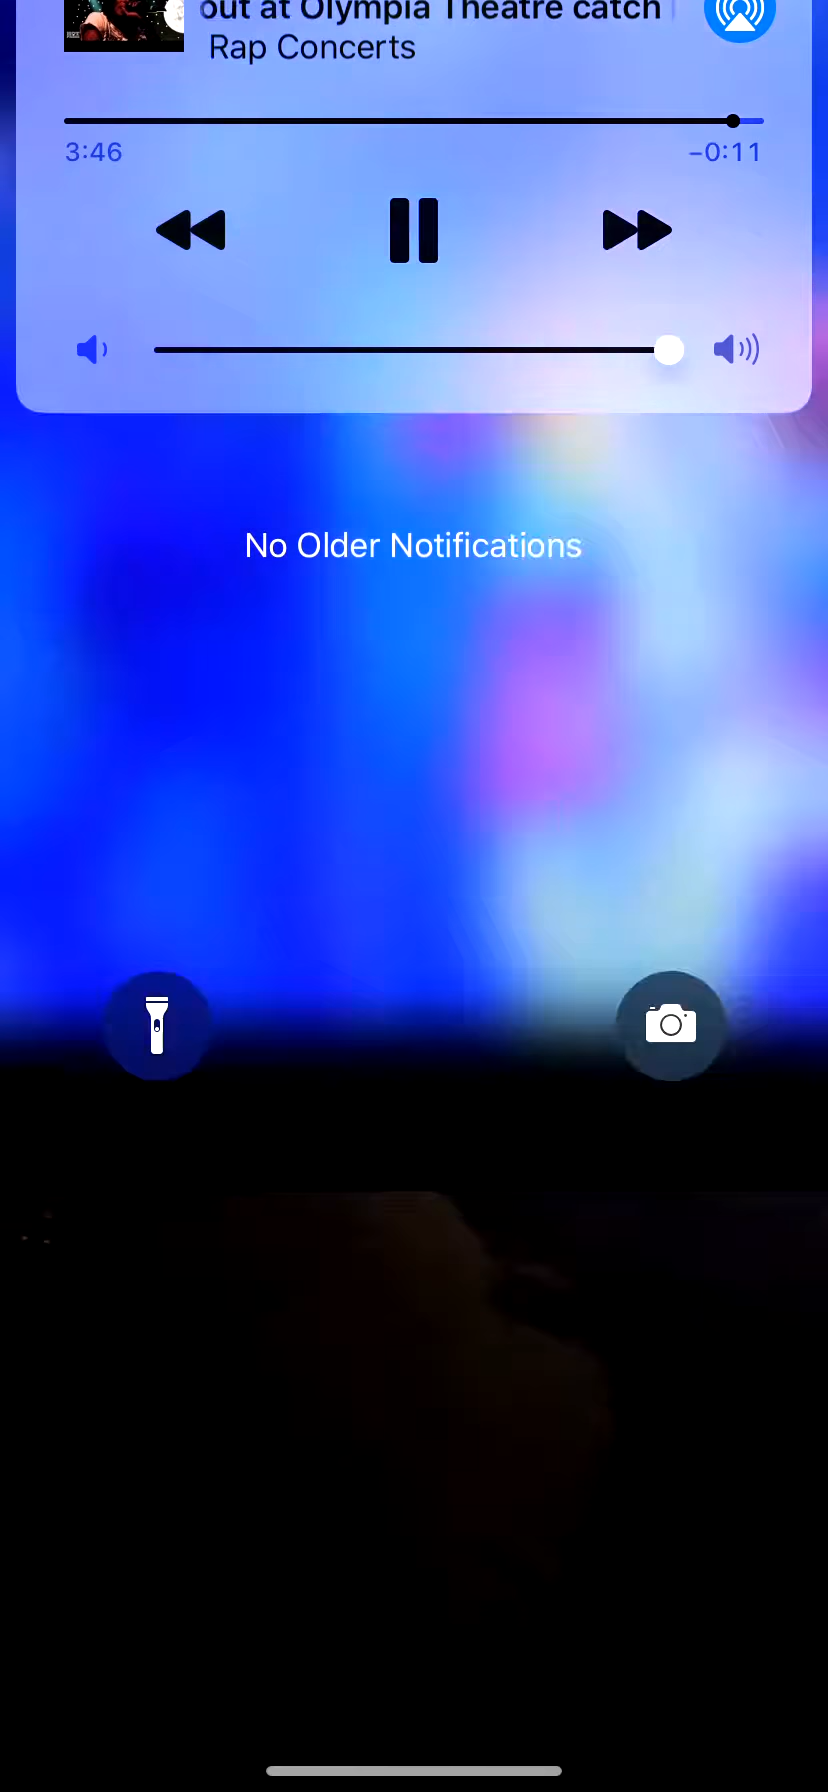 out at Olympia Theatre catch
Rap Concerts
3:46
−0:11
No Older Notifications